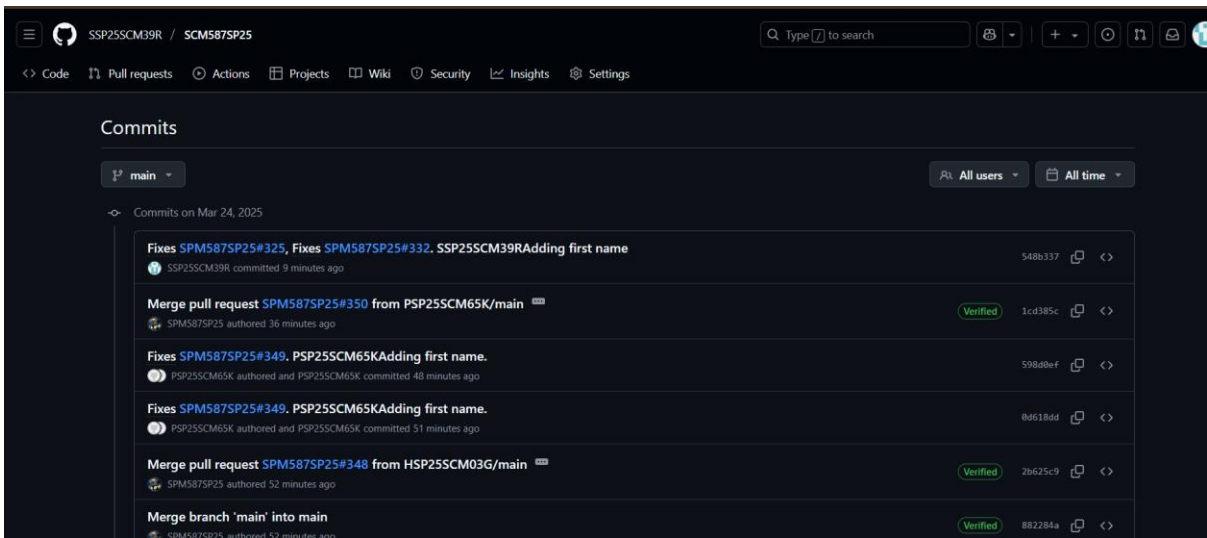 SSP25SCM39R / SCM587SP25
Type / to search
Code Pull requests Actions Projects Wiki Security Insights Settings
Commits
main
All users All time
Commits on Mar 24, 2025
Fixes SPM587SP25#325, Fixes SPM587SP25#332. SSP25SCM39RAdding first name
548b337
SSP25SCM39R committed 9 minutes ago
Merge pull request SPM587SP25#350 from PSP25SCM65K/main
Verified 1cd385c
SPM587SP25 authored 36 minutes ago
Fixes SPM587SP25#349. PSP25SCM65KAdding first name.
598d0ef
PSP25SCM65K authored and PSP25SCM65K committed 48 minutes ago
Fixes SPM587SP25#349. PSP25SCM65KAdding first name.
0d618dd
PSP25SCM65K authored and PSP25SCM65K committed 51 minutes ago
Merge pull request SPM587SP25#348 from HSP25SCM03G/main
Verified 2b625c9
SPM587SP25 authored 52 minutes ago
Merge branch 'main' into main
Verified 882284a
SPM587SP25 authored 52 minutes ago